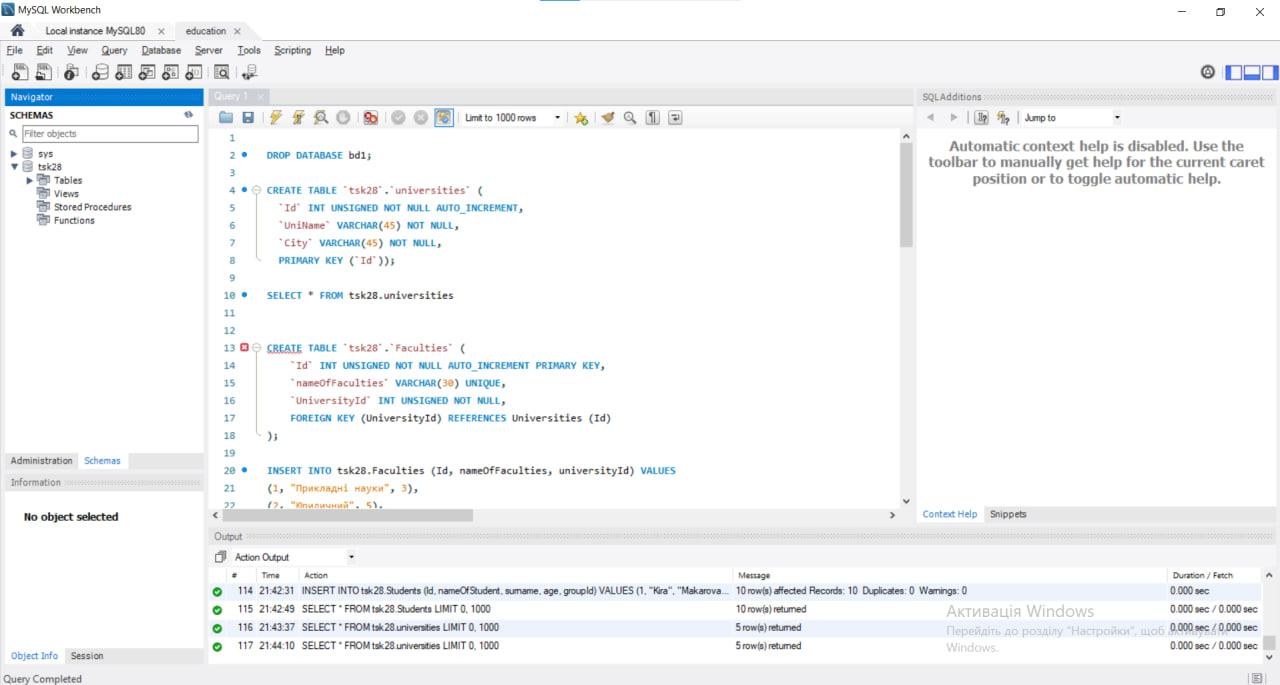 MySQL Workbench
Local instance MySQL80 education
File Edit View Query Database Server Tools Scripting Help
Navigator
SCHEMAS
Filter objects
sys
tsk28
Tables
Views
Stored Procedures
Functions
Administration Schemas
Information
No object selected
Object Info Session
Query Completed
Query 1
Limit to 1000 rows
1
2 DROP DATABASE bd1;
3
4 CREATE TABLE `tsk28`.`universities` (
5 `Id` INT UNSIGNED NOT NULL AUTO_INCREMENT,
6 `UniName` VARCHAR(45) NOT NULL,
7 `City` VARCHAR(45) NOT NULL,
8 PRIMARY KEY (`Id`));
9
10 SELECT * FROM tsk28.universities
11
12
13 CREATE TABLE `tsk28`.`Faculties` (
14 `Id` INT UNSIGNED NOT NULL AUTO_INCREMENT PRIMARY KEY,
15 `nameOfFaculties` VARCHAR(30) UNIQUE,
16 `UniversityId` INT UNSIGNED NOT NULL,
17 FOREIGN KEY (UniversityId) REFERENCES Universities (Id)
18 );
19
20 INSERT INTO tsk28.Faculties (Id, nameOfFaculties, universityId) VALUES
21 (1, "Прикладні науки", 3),
22 (2, "Юридичний", 5),
SQLAdditions
Jump to
Automatic context help is disabled. Use the
toolbar to manually get help for the current caret
position or to toggle automatic help.
Context Help Snippets
Output
Action Output
# Time Action Message Duration / Fetch
114 21:42:31 INSERT INTO tsk28.Students (Id, nameOfStudent, surname, age, groupId) VALUES (1, "Kira", "Makarova... 10 row(s) affected Records: 10 Duplicates: 0 Warnings: 0 0.000 sec
115 21:42:49 SELECT * FROM tsk28.Students LIMIT 0, 1000 10 row(s) returned 0.000 sec / 0.000 sec
116 21:43:37 SELECT * FROM tsk28.universities LIMIT 0, 1000 5 row(s) returned 0.000 sec / 0.000 sec
117 21:44:10 SELECT * FROM tsk28.universities LIMIT 0, 1000 5 row(s) returned 0.000 sec / 0.000 sec
Активація Windows
Перейдіть до розділу "Настройки", щоб активувати
Windows.